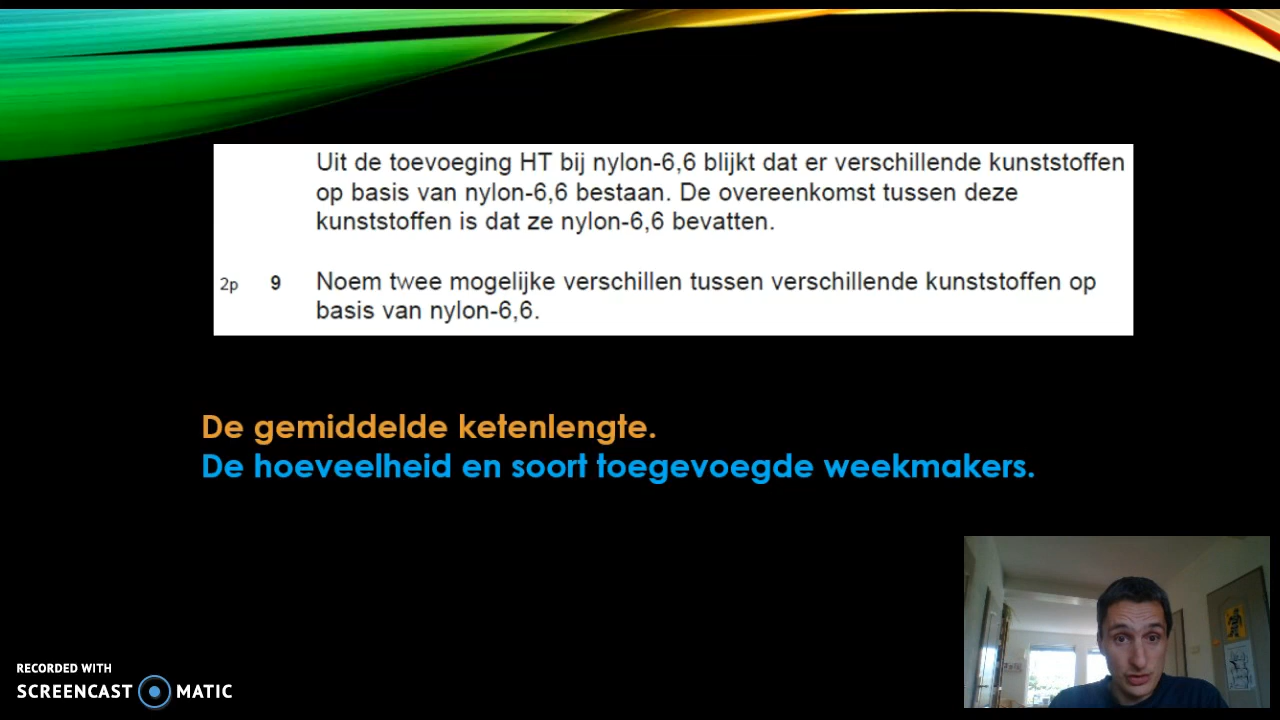 Uit de toevoeging HT bij nylon-6,6 blijkt dat er verschillende kunststoffen
op basis van nylon-6,6 bestaan. De overeenkomst tussen deze
kunststoffen is dat ze nylon-6,6 bevatten.
2p 9 Noem twee mogelijke verschillen tussen verschillende kunststoffen op
basis van nylon-6,6.
De gemiddelde ketenlengte.
De hoeveelheid en soort toegevoegde weekmakers.
RECORDED WITH
SCREENCAST MATIC